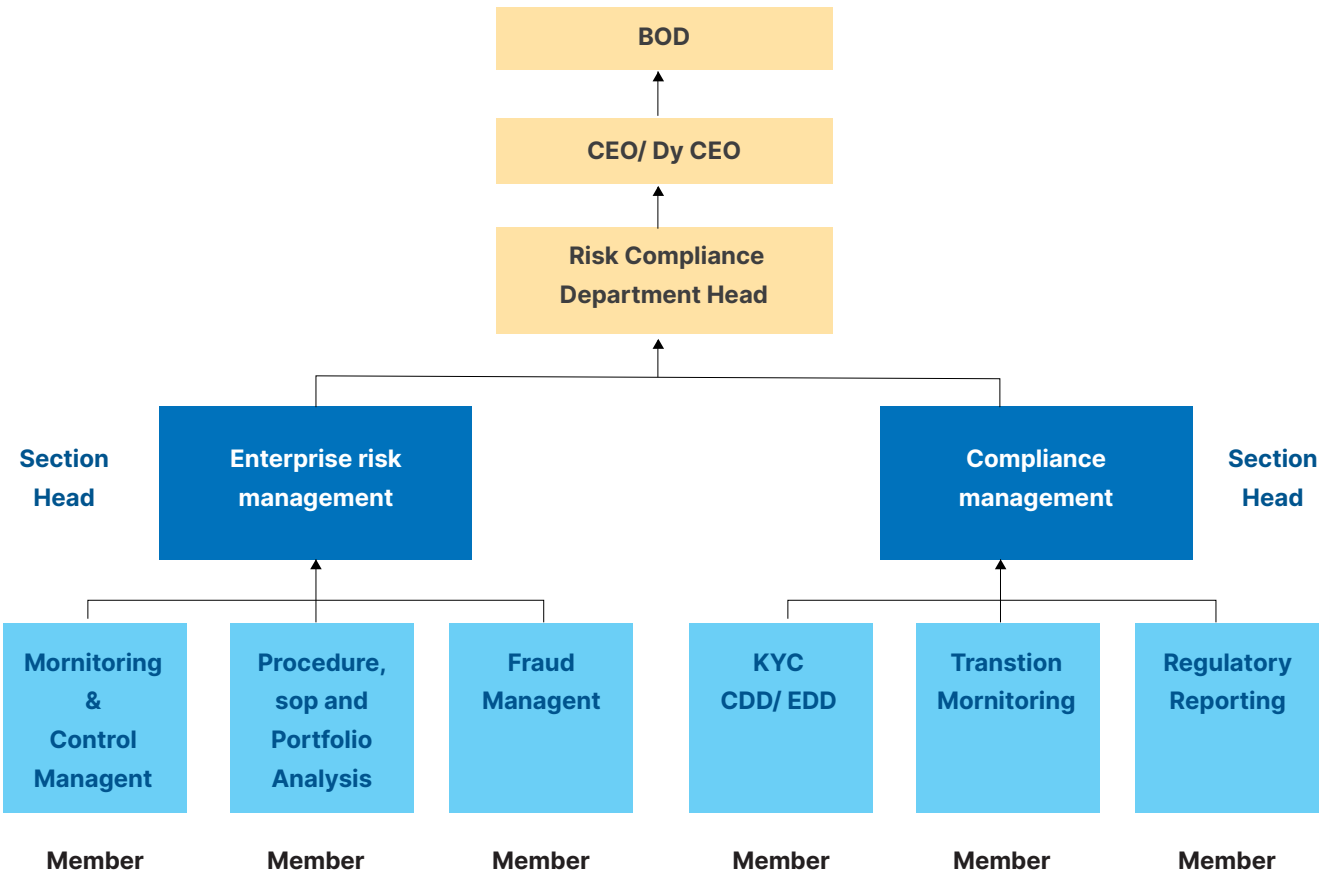 BOD
CEO/ Dy CEO
Risk Compliance
Department Head
Section
Head
Enterprise risk
management
Compliance
management
Section
Head
Mornitoring
&
Control
Managent
Procedure,
sop and
Portfolio
Analysis
Fraud
Managent
KYC
CDD/ EDD
Transtion
Mornitoring
Regulatory
Reporting
Member
Member
Member
Member
Member
Member